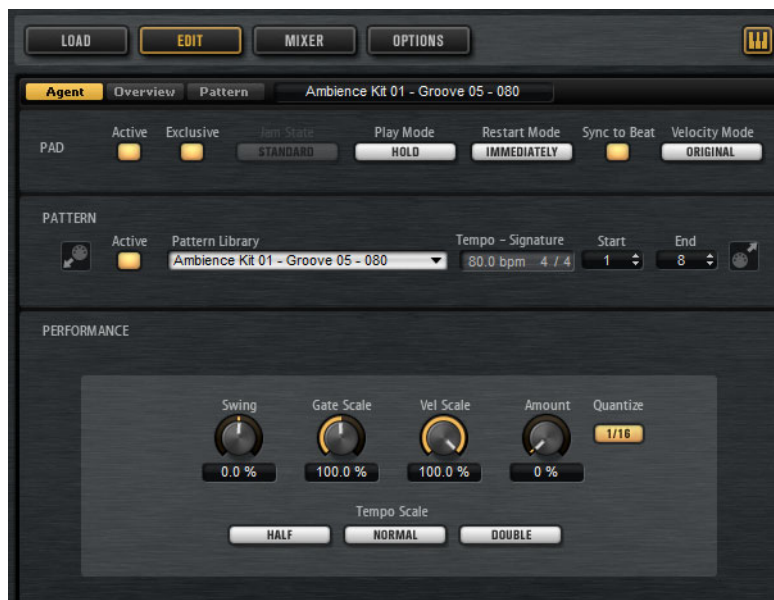 LOAD EDIT MIXER OPTIONS
Agent Overview Pattern Ambience Kit 01 - Groove 05 - 080
Active Exclusive Jam State Play Mode Restart Mode Sync to Beat Velocity Mode
PAD STANDARD HOLD IMMEDIATELY ORIGINAL
PATTERN
Active Pattern Library Tempo – Signature Start End
Ambience Kit 01 - Groove 05 - 080 80.0 bpm 4 / 4 1 8
PERFORMANCE
Swing Gate Scale Vel Scale Amount Quantize
1/16
0.0 % 100.0 % 100.0 % 0 %
Tempo Scale
HALF NORMAL DOUBLE